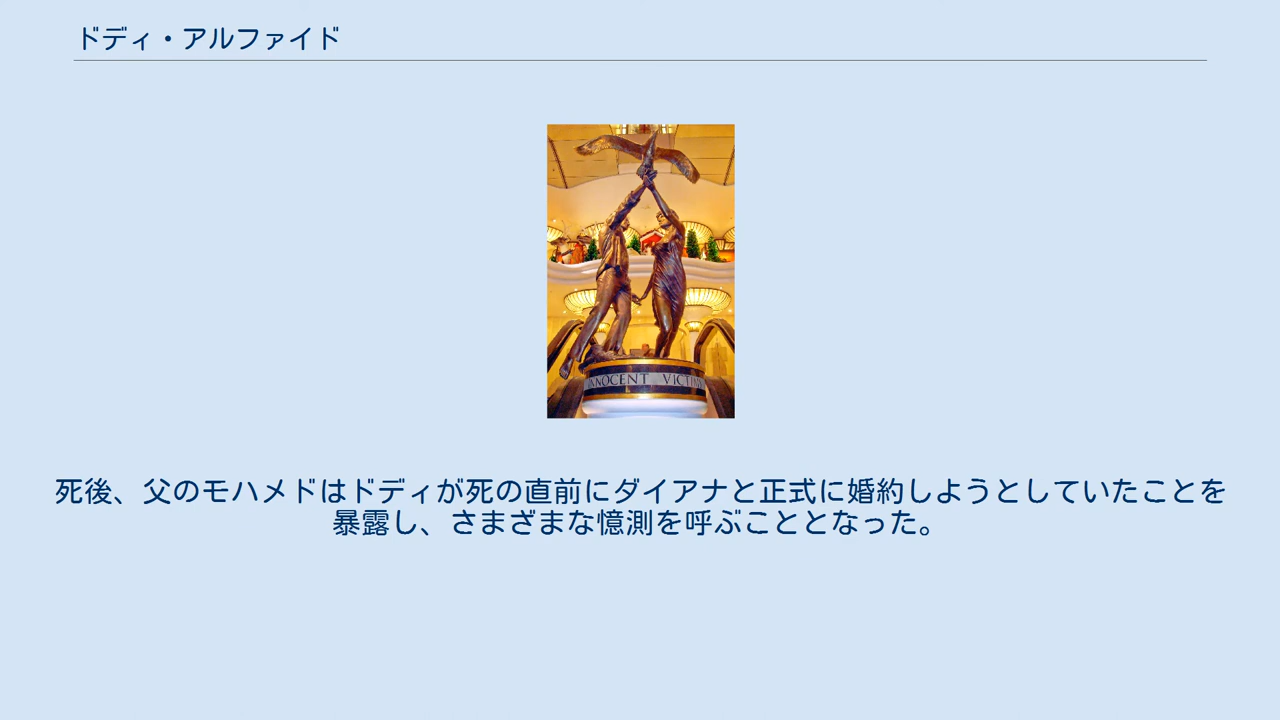 ドディ・アルファイド
INNOCENT VICTIMS
死後、父のモハメドはドディが死の直前にダイアナと正式に婚約しようとしていたことを
暴露し、さまざまな憶測を呼ぶこととなった。